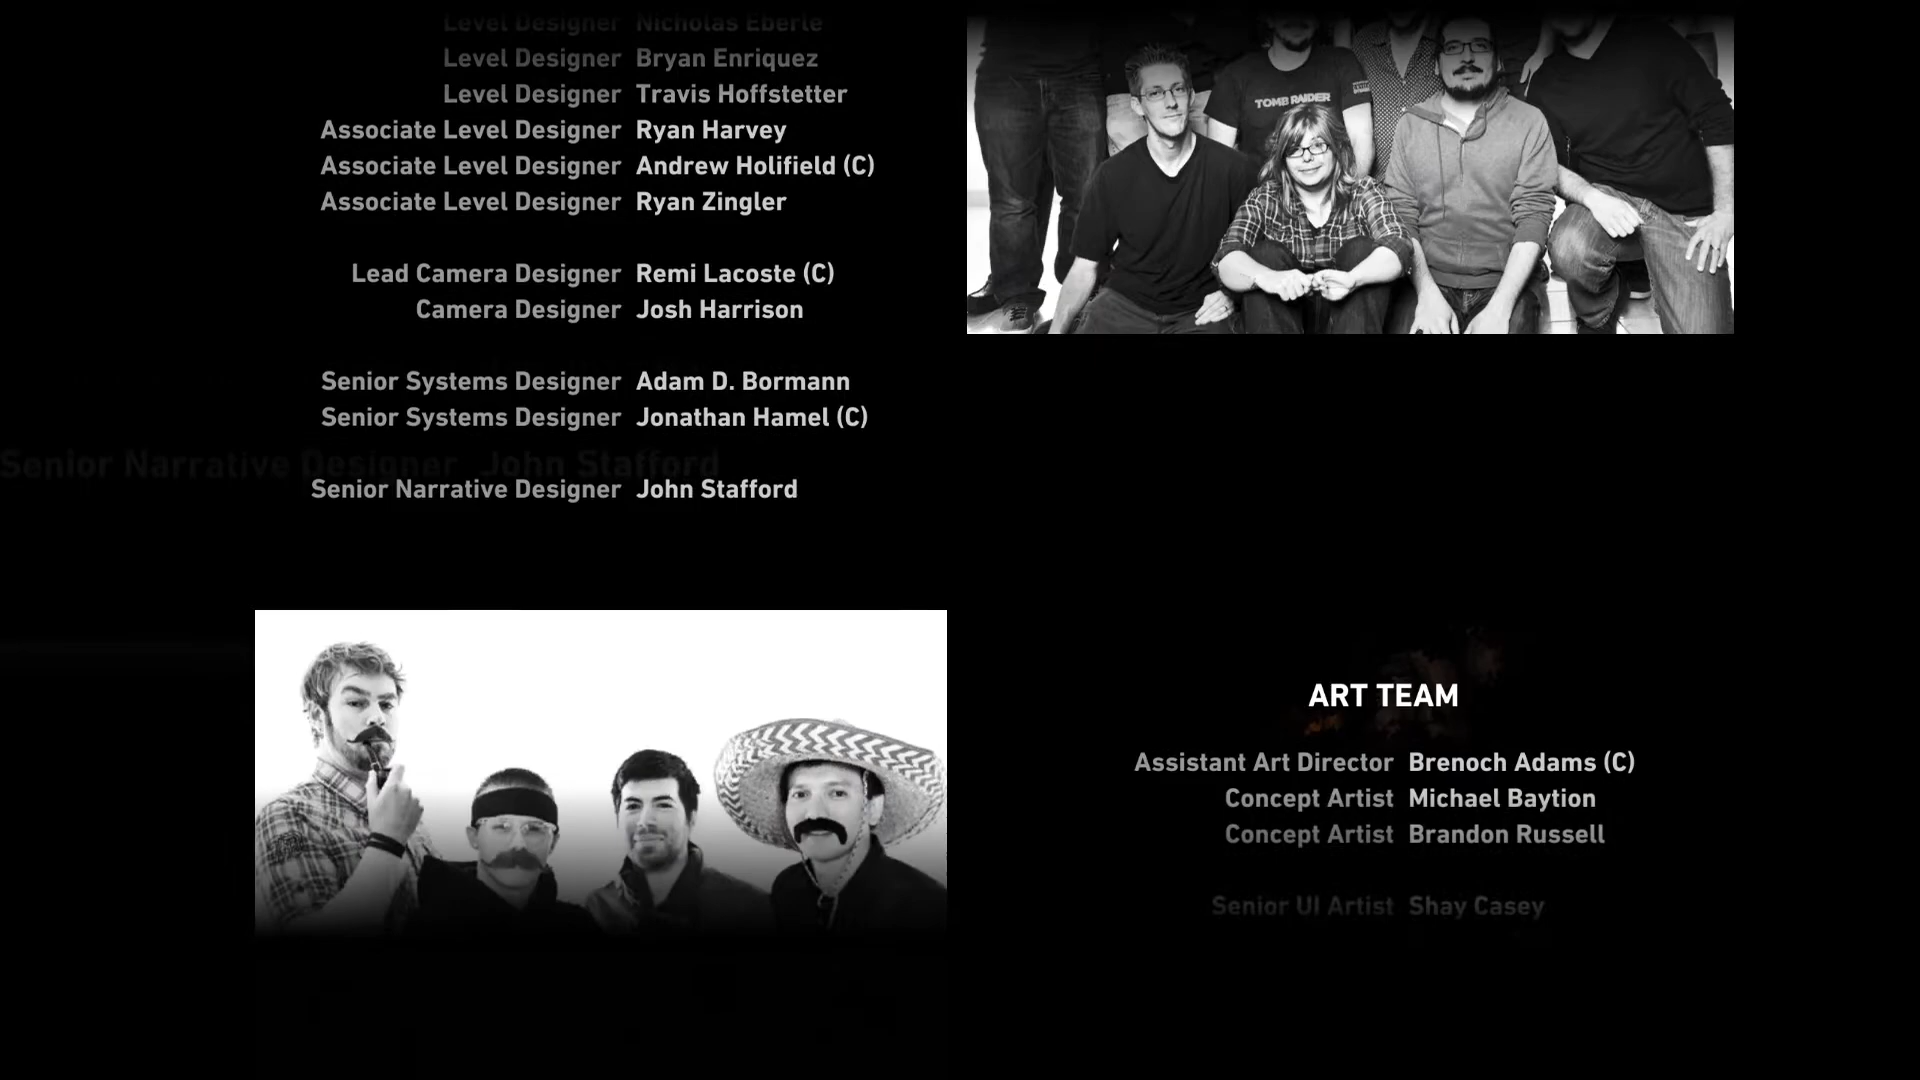 Level Designer Nicholas Eberle
Level Designer Bryan Enriquez
Level Designer Travis Hoffstetter
Associate Level Designer Ryan Harvey
Associate Level Designer Andrew Holifield (C)
Associate Level Designer Ryan Zingler
Lead Camera Designer Remi Lacoste (C)
Camera Designer Josh Harrison
Senior Systems Designer Adam D. Bormann
Senior Systems Designer Jonathan Hamel (C)
Senior Narrative Designer John Stafford
Senior Narrative Designer John Stafford
TOMB RAIDER
ART TEAM
Assistant Art Director Brenoch Adams (C)
Concept Artist Michael Baytion
Concept Artist Brandon Russell
Senior UI Artist Shay Casey